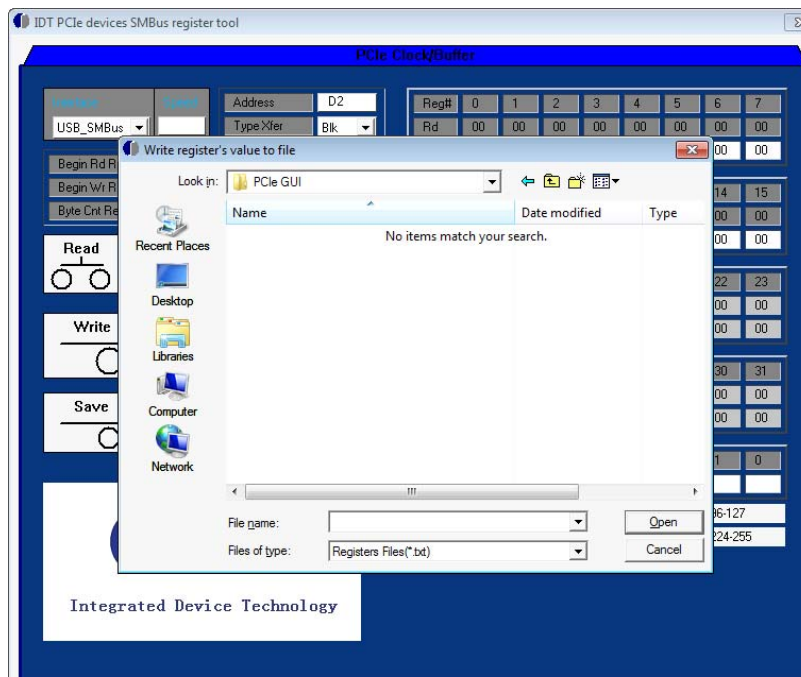 IDT PCIe devices SMBus register tool
PCIe Clock/Buffer
Address D2
Reg# 0 1 2 3 4 5 6 7
USB_SMBus
Type Xfer Blk
Rd 00 00 00 00 00 00 00 00
00 00
Write register's value to file
Begin Rd R
Look in: PCIe GUI
Begin Wr R
14 15
Byte Cnt Re
Name Date modified Type
00 00
No items match your search.
00 00
Read
Recent Places
Desktop
22 23
00 00
00 00
Write
Libraries
30 31
Computer
00 00
Save
00 00
Network
1 0
File name: Open
96-127
Files of type: Registers Files(*.txt) Cancel
224-255
Integrated Device Technology